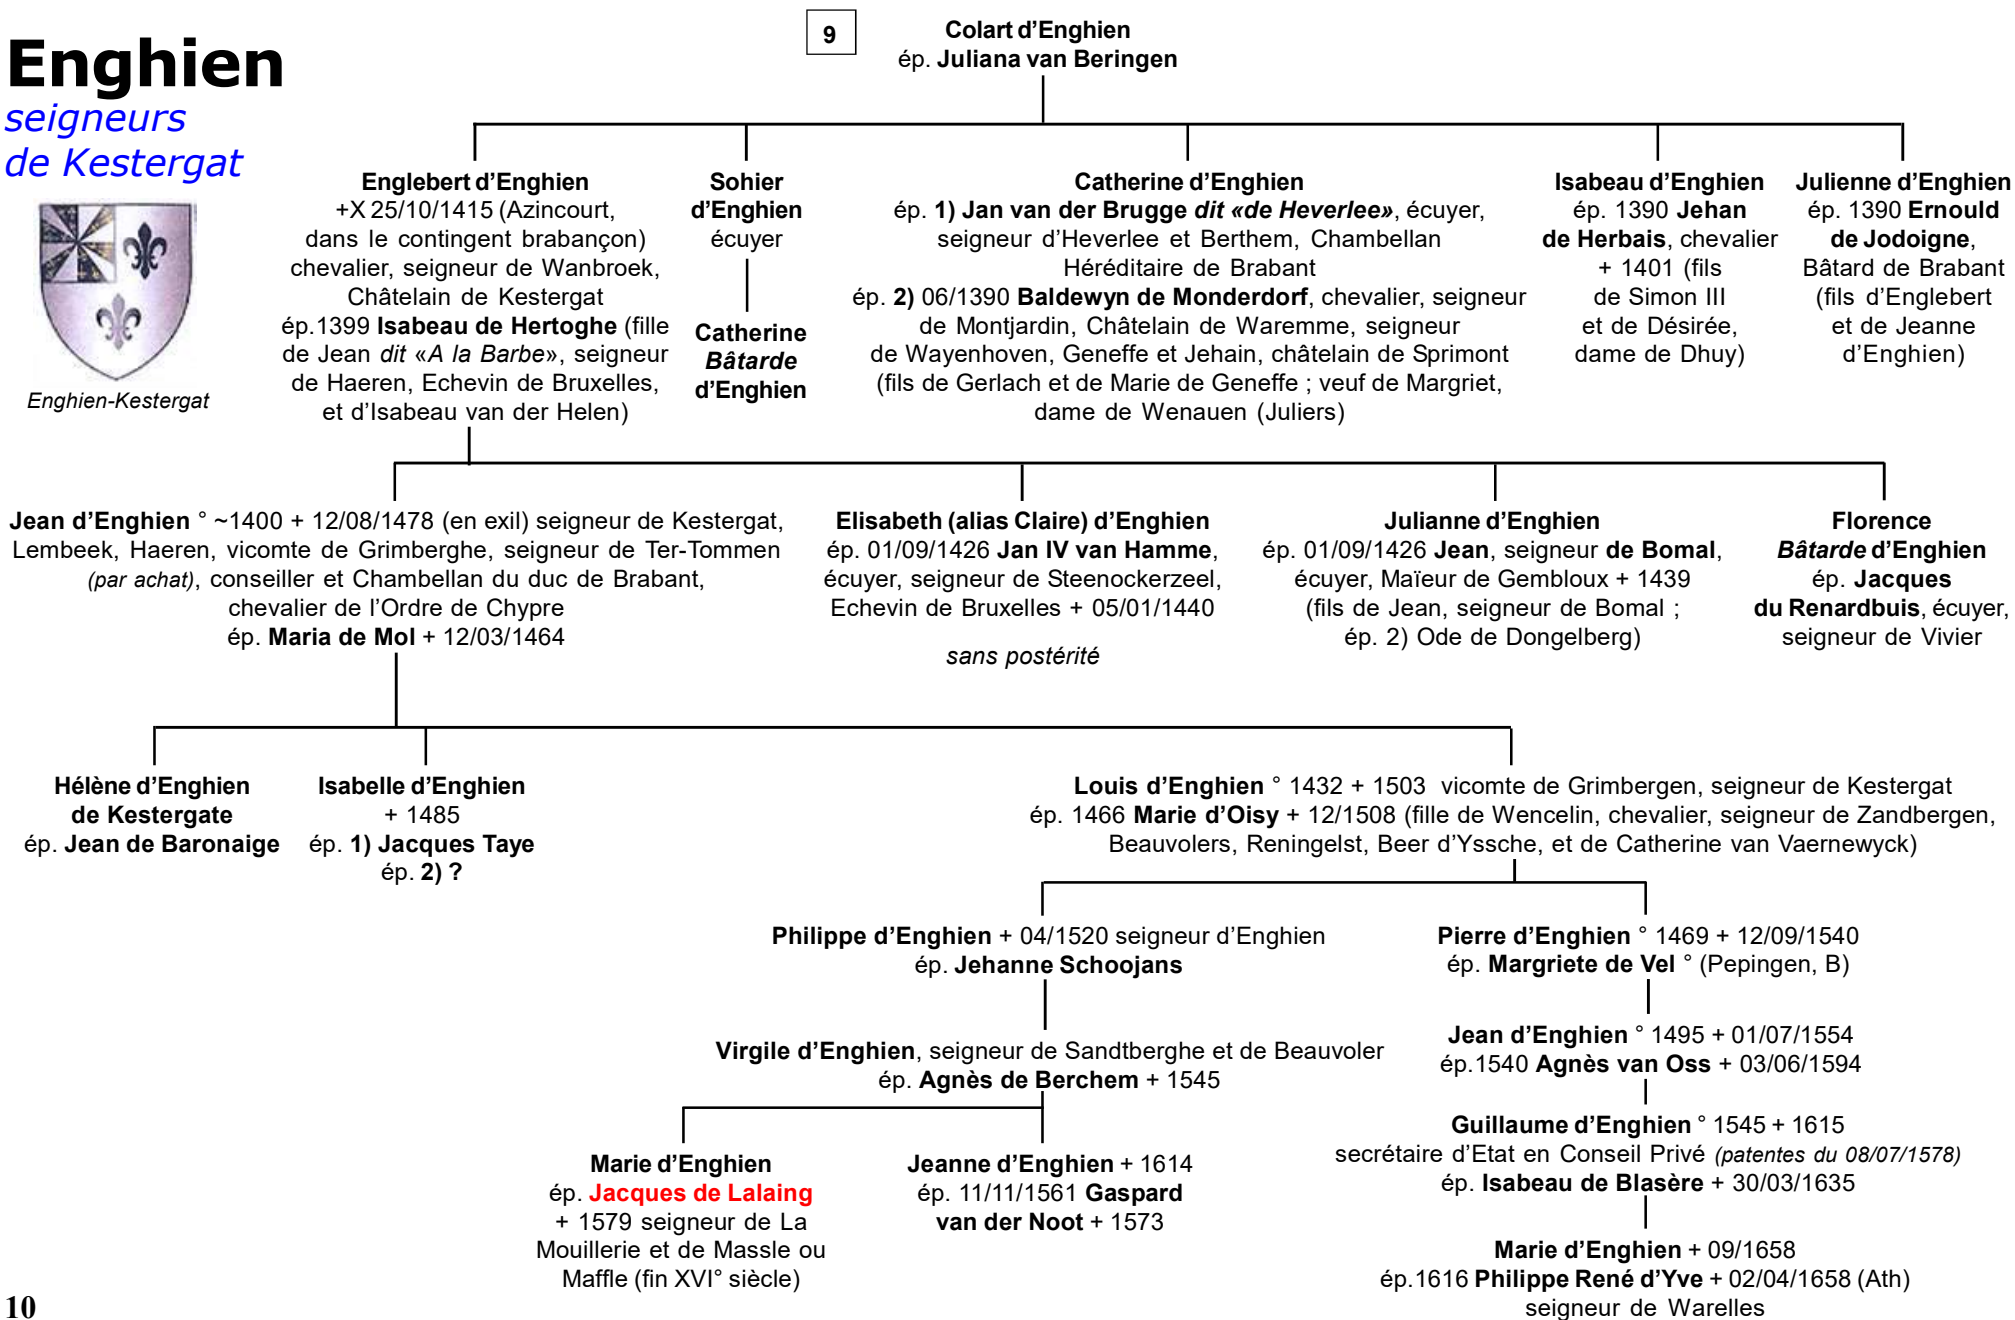 Enghien
seigneurs
de Kestergat
Enghien-Kestergat
9
Colart d’Enghien
ép. Juliana van Beringen
Englebert d’Enghien
+X 25/10/1415 (Azincourt,
dans le contingent brabançon)
chevalier, seigneur de Wanbroek,
Châtelain de Kestergat
ép.1399 Isabeau de Hertoghe (fille
de Jean dit «A la Barbe», seigneur
de Haeren, Echevin de Bruxelles,
et d'Isabeau van der Helen)
Sohier
d’Enghien
écuyer
Catherine
Bâtarde
d’Enghien
Catherine d’Enghien
ép. 1) Jan van der Brugge dit «de Heverlee», écuyer,
seigneur d’Heverlee et Berthem, Chambellan
Héréditaire de Brabant
ép. 2) 06/1390 Baldewyn de Monderdorf, chevalier, seigneur
de Montjardin, Châtelain de Waremme, seigneur
de Wayenhoven, Geneffe et Jehain, châtelain de Sprimont
(fils de Gerlach et de Marie de Geneffe ; veuf de Margriet,
dame de Wenauen (Juliers)
Isabeau d’Enghien
ép. 1390 Jehan
de Herbais, chevalier
+ 1401 (fils
de Simon III
et de Désirée,
dame de Dhuy)
Julienne d’Enghien
ép. 1390 Ernould
de Jodoigne,
Bâtard de Brabant
(fils d’Englebert
et de Jeanne
d’Enghien)
Jean d’Enghien ° ~1400 + 12/08/1478 (en exil) seigneur de Kestergat,
Lembeek, Haeren, vicomte de Grimberghe, seigneur de Ter-Tommen
(par achat), conseiller et Chambellan du duc de Brabant,
chevalier de l’Ordre de Chypre
ép. Maria de Mol + 12/03/1464
Elisabeth (alias Claire) d’Enghien
ép. 01/09/1426 Jan IV van Hamme,
écuyer, seigneur de Steenockerzeel,
Echevin de Bruxelles + 05/01/1440
sans postérité
Julianne d’Enghien
ép. 01/09/1426 Jean, seigneur de Bomal,
écuyer, Maïeur de Gembloux + 1439
(fils de Jean, seigneur de Bomal ;
ép. 2) Ode de Dongelberg)
Florence
Bâtarde d’Enghien
ép. Jacques
du Renardbuis, écuyer,
seigneur de Vivier
Hélène d’Enghien
de Kestergate
ép. Jean de Baronaige
Isabelle d’Enghien
+ 1485
ép. 1) Jacques Taye
ép. 2) ?
Louis d’Enghien ° 1432 + 1503 vicomte de Grimbergen, seigneur de Kestergat
ép. 1466 Marie d’Oisy + 12/1508 (fille de Wencelin, chevalier, seigneur de Zandbergen,
Beauvolers, Reningelst, Beer d’Yssche, et de Catherine van Vaernewyck)
Philippe d’Enghien + 04/1520 seigneur d’Enghien
ép. Jehanne Schoojans
Pierre d’Enghien ° 1469 + 12/09/1540
ép. Margriete de Vel ° (Pepingen, B)
Virgile d’Enghien, seigneur de Sandtberghe et de Beauvoler
ép. Agnès de Berchem + 1545
Jean d’Enghien ° 1495 + 01/07/1554
ép.1540 Agnès van Oss + 03/06/1594
Guillaume d’Enghien ° 1545 + 1615
secrétaire d’Etat en Conseil Privé (patentes du 08/07/1578)
ép. Isabeau de Blasère + 30/03/1635
Marie d’Enghien
ép. Jacques de Lalaing
+ 1579 seigneur de La
Mouillerie et de Massle ou
Maffle (fin XVI° siècle)
Jeanne d’Enghien + 1614
ép. 11/11/1561 Gaspard
van der Noot + 1573
Marie d’Enghien + 09/1658
ép.1616 Philippe René d’Yve + 02/04/1658 (Ath)
seigneur de Warelles
10